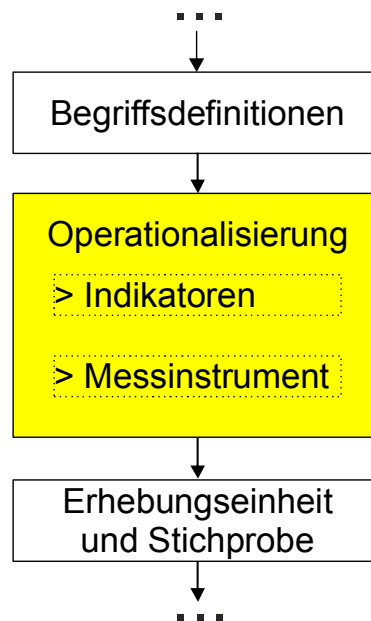 ...
Begriffsdefinitionen
Operationalisierung
> Indikatoren
> Messinstrument
Erhebungseinheit
und Stichprobe
...